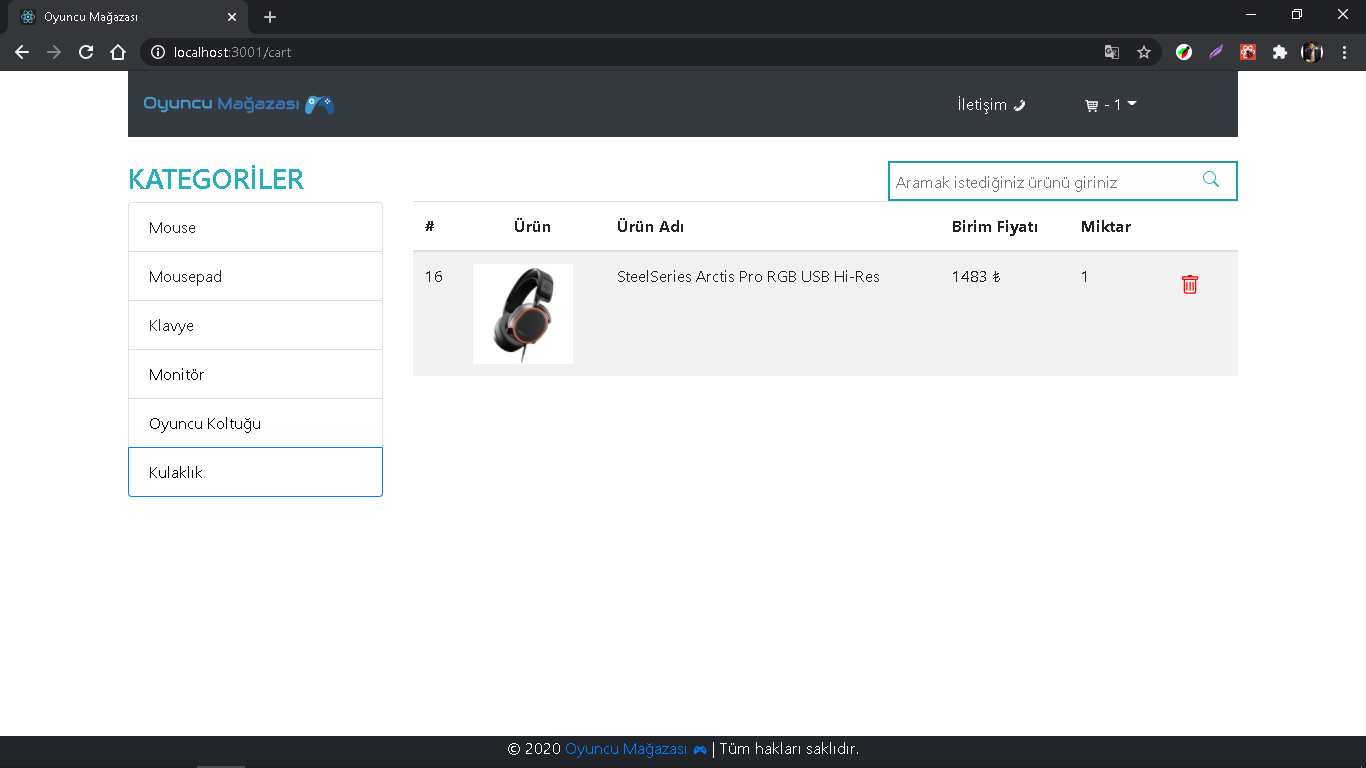 Oyuncu Mağazası
localhost:3001/cart
Oyuncu Mağazası
İletişim
- 1
KATEGORİLER
Aramak istediğiniz ürünü giriniz
Mouse
Mousepad
Klavye
Monitör
Oyuncu Koltuğu
Kulaklık
# Ürün Ürün Adı Birim Fiyatı Miktar
16 SteelSeries Arctis Pro RGB USB Hi-Res 1483 ₺ 1
© 2020 Oyuncu Mağazası | Tüm hakları saklıdır.